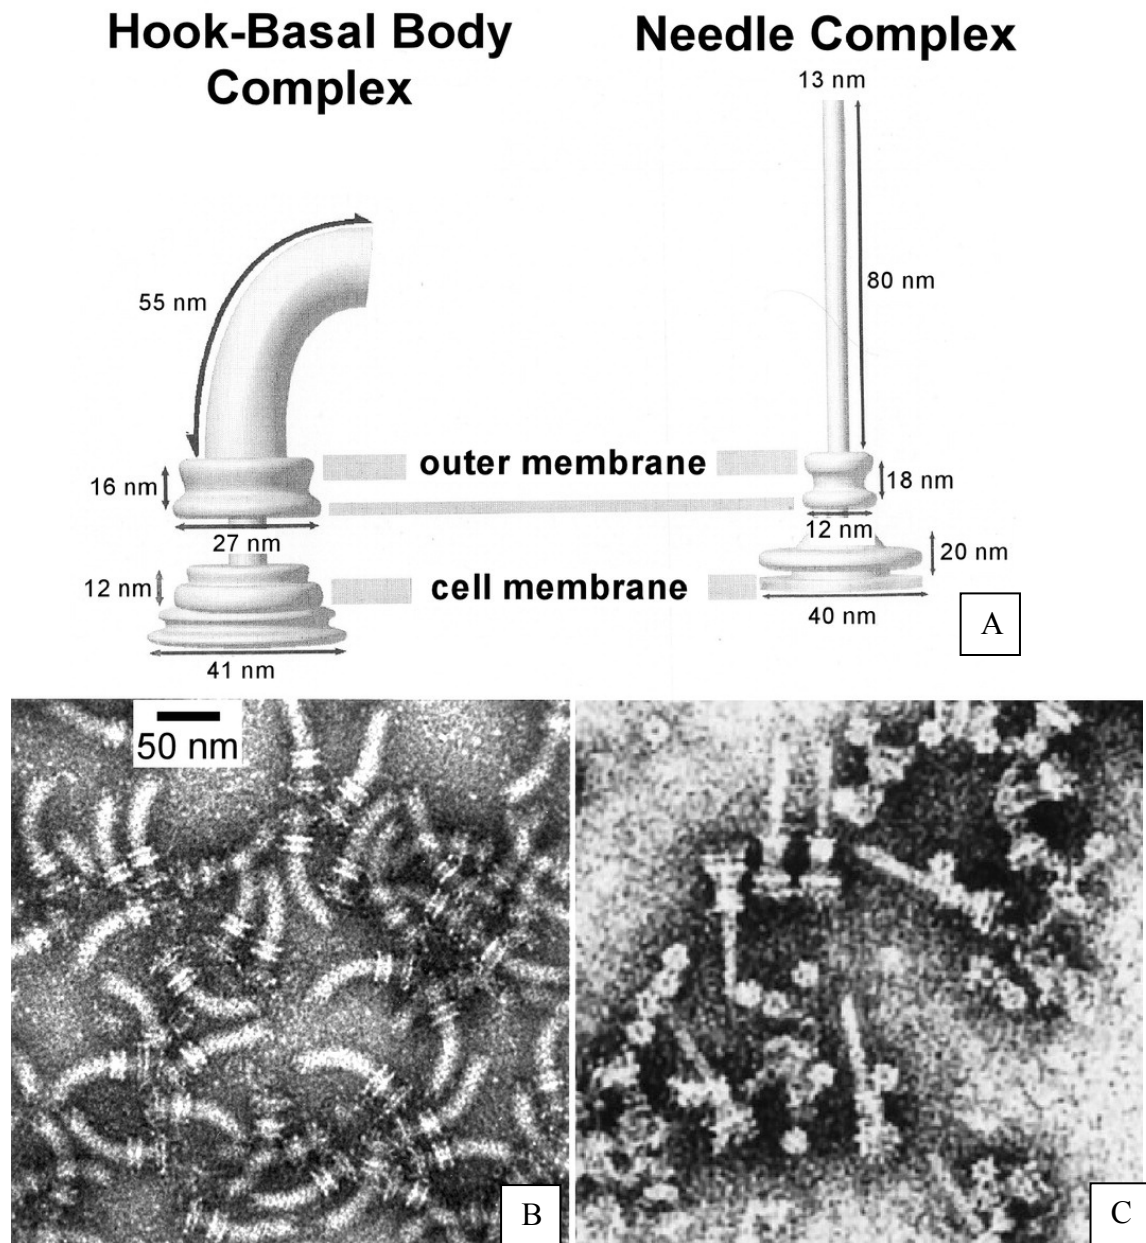 Hook-Basal Body
Complex
Needle Complex
13 nm
55 nm
80 nm
outer membrane
16 nm
18 nm
27 nm
12 nm
20 nm
12 nm
cell membrane
40 nm
A
41 nm
50 nm
B
C